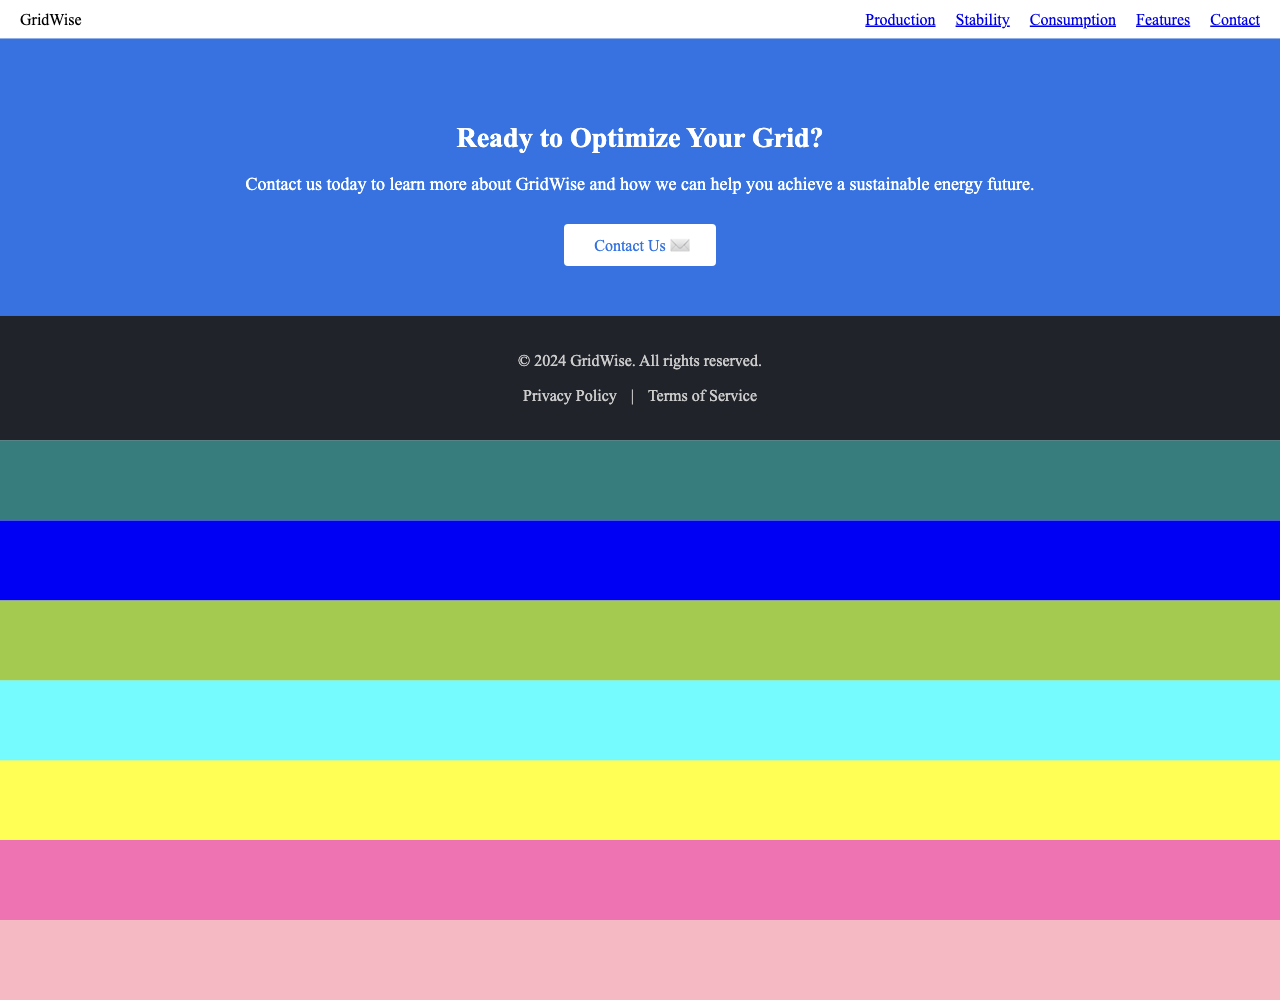 GridWise
Production Stability Consumption Features Contact
Ready to Optimize Your Grid?
Contact us today to learn more about GridWise and how we can help you achieve a sustainable energy future.
Contact Us ✉️
© 2024 GridWise. All rights reserved.
Privacy Policy | Terms of Service